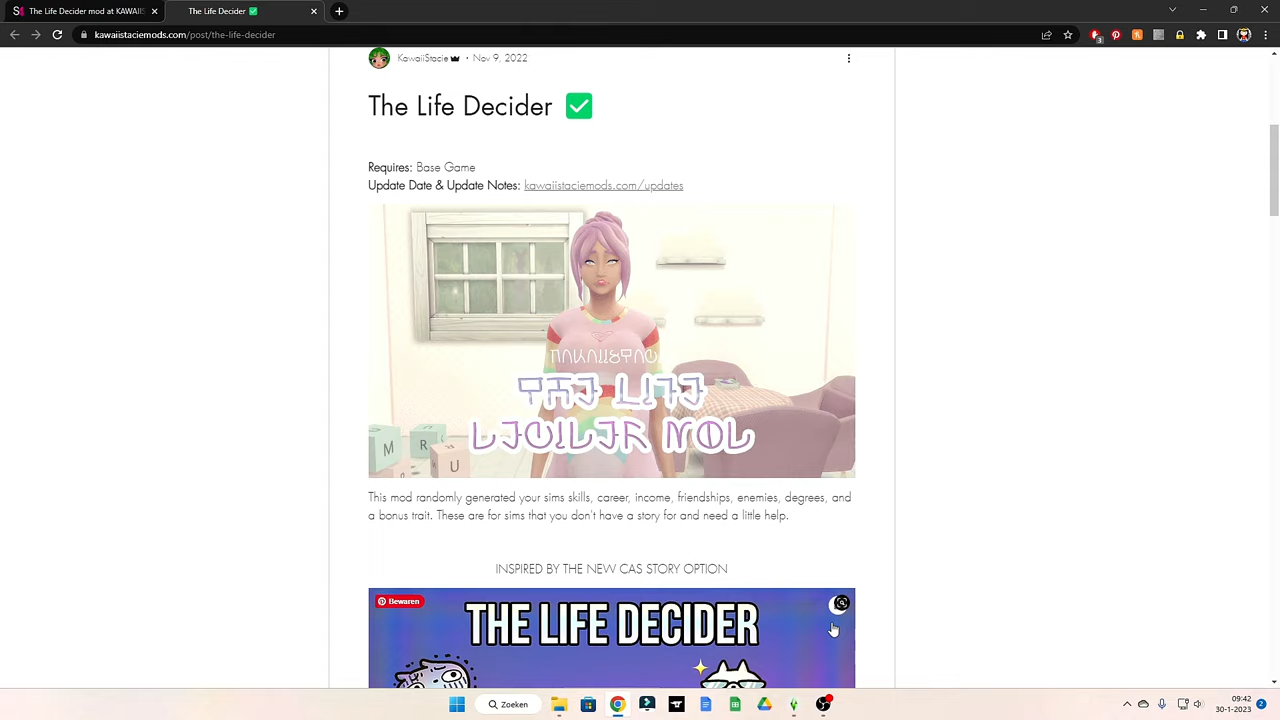 The Life Decider mod at KAWAIIS
The Life Decider ✅
kawaiistaciemods.com/post/the-life-decider
3
KawaiiStacie
Nov 9, 2022
The Life Decider ✅
Requires: Base Game
Update Date & Update Notes: kawaiistaciemods.com/updates
M
R
U
This mod randomly generated your sims skills, career, income, friendships, enemies, degrees, and
a bonus trait. These are for sims that you don't have a story for and need a little help.
INSPIRED BY THE NEW CAS STORY OPTION
Bewaren
THE LIFE DECIDER
Zoeken
09:42
30-1-2023
2